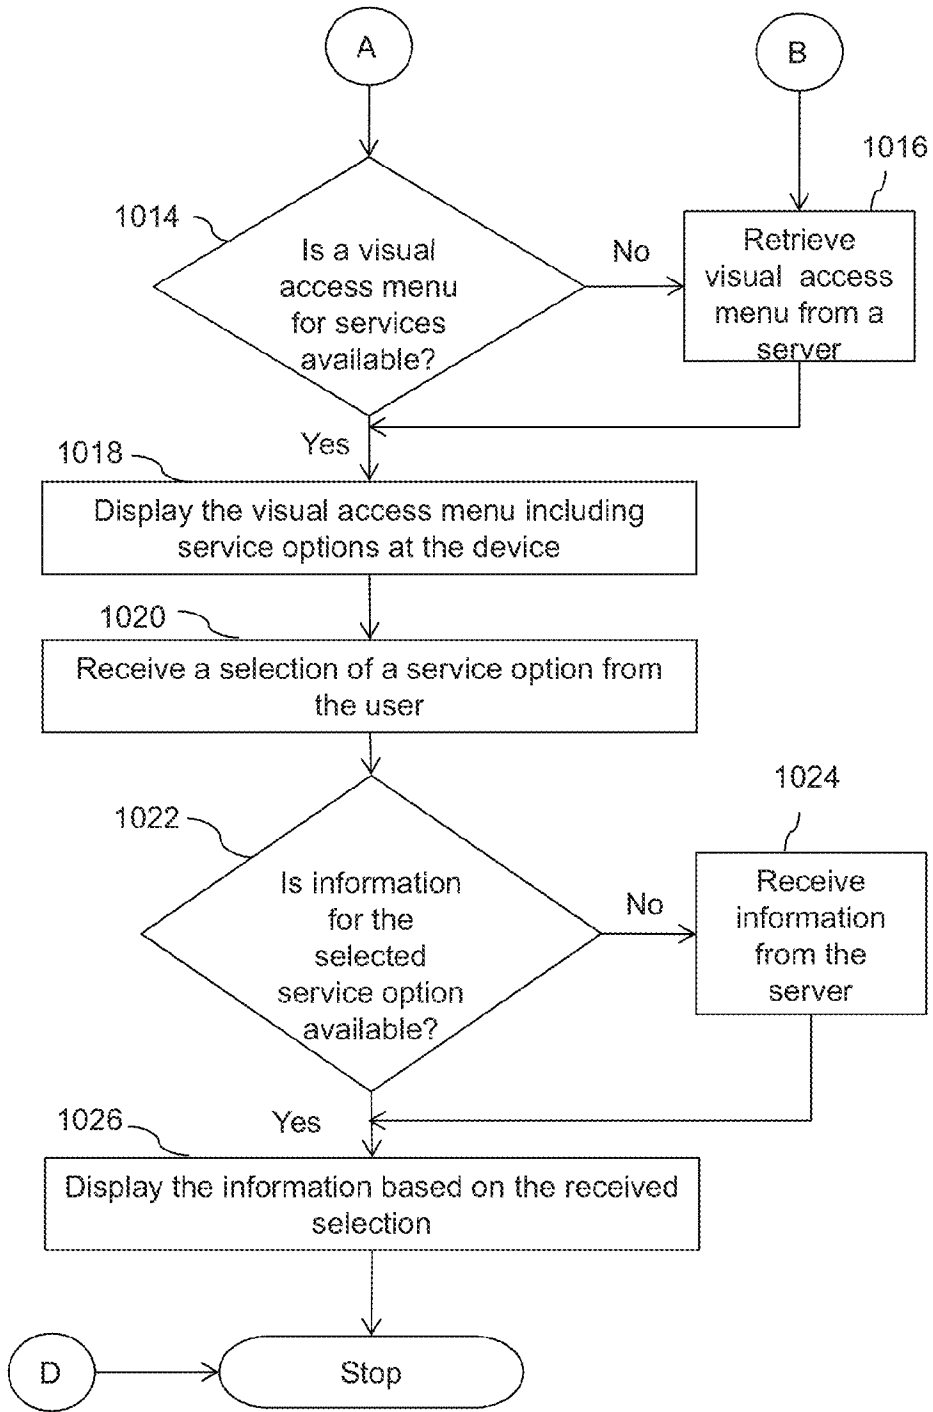 A
B
1016
1014
Is a visual
access menu
for services
available?
No
Retrieve
visual access
menu from a
server
Yes
1018
Display the visual access menu including
service options at the device
1020
Receive a selection of a service option from
the user
1024
1022
Is information
for the
selected
service option
available?
No
Receive
information
from the
server
Yes
1026
Display the information based on the received
selection
D
Stop